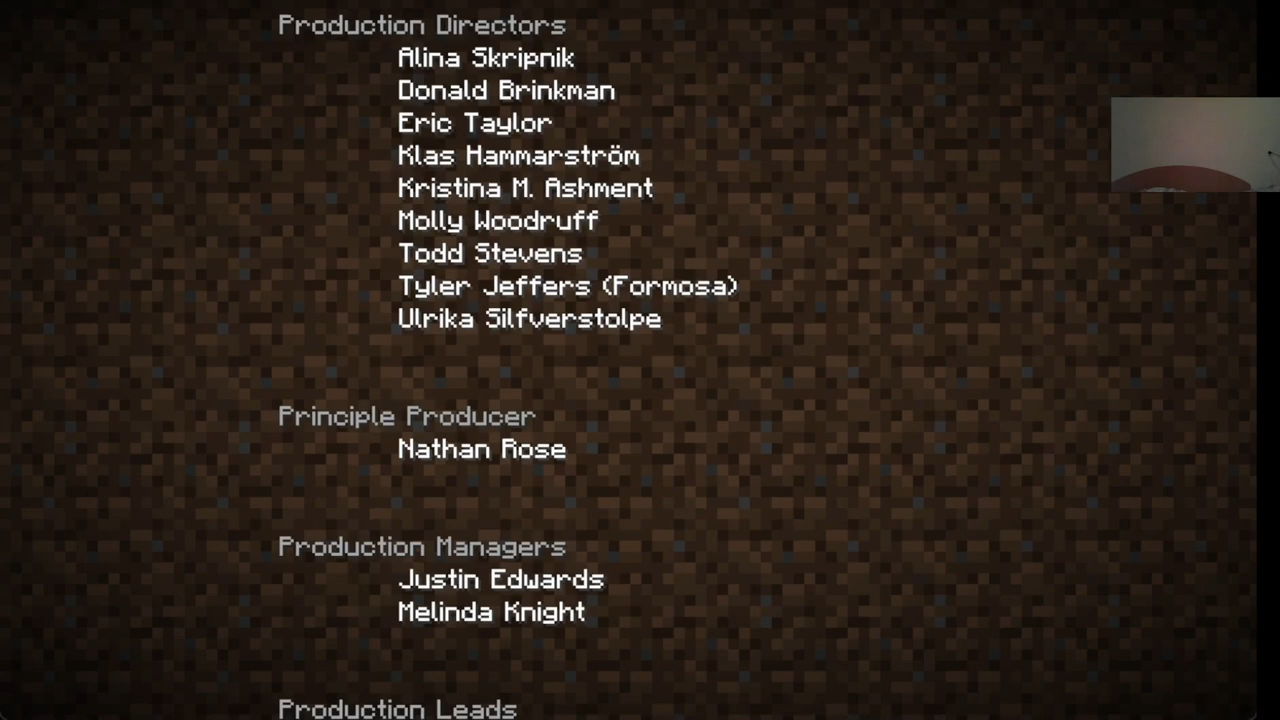 Production Directors
Alina Skripnik
Donald Brinkman
Eric Taylor
Klas Hammarström
Kristina M. Ashment
Molly Woodruff
Todd Stevens
Tyler Jeffers (Formosa)
Ulrika Silfverstolpe
Principle Producer
Nathan Rose
Production Managers
Justin Edwards
Melinda Knight
Production Leads